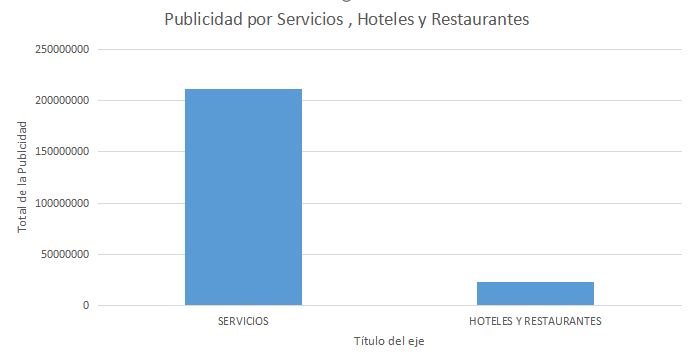 Publicidad por Servicios , Hoteles y Restaurantes
250000000
200000000
150000000
100000000
50000000
0
Total de la Publcidad
SERVICIOS
HOTELES Y RESTAURANTES
Título del eje